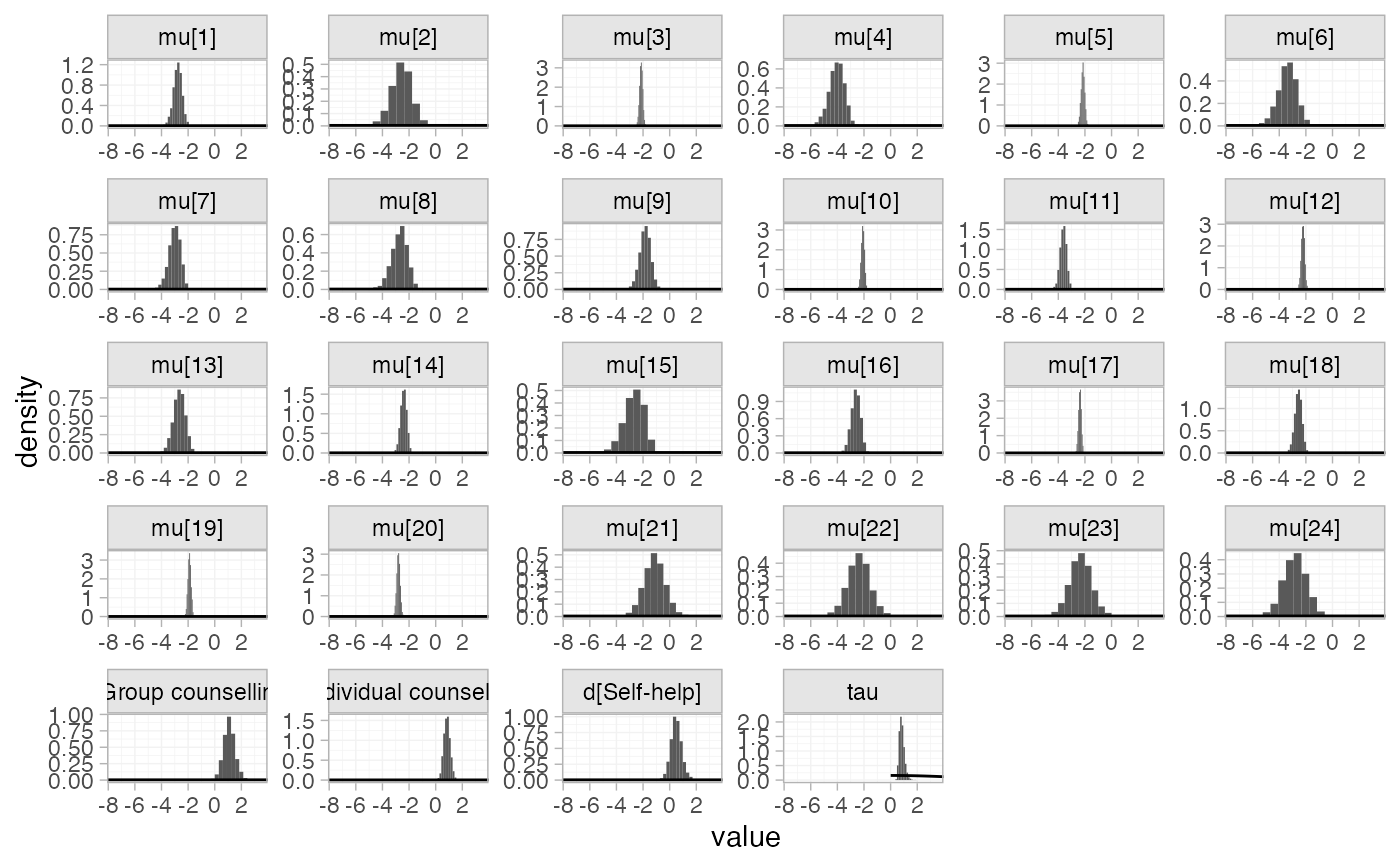 mu[1] mu[2] mu[3] mu[4] mu[5] mu[6]
1.2 0.5 3 0.6 3 0.4
0.8 0.4 2 0.4 2 0.2
0.4 0.3 1 0.2 1 0.0
0.0 0.2 0 0.0 0
0.1
0.0
-8 -6 -4 -2 0 2 -8 -6 -4 -2 0 2 -8 -6 -4 -2 0 2 -8 -6 -4 -2 0 2 -8 -6 -4 -2 0 2 -8 -6 -4 -2 0 2
mu[7] mu[8] mu[9] mu[10] mu[11] mu[12]
0.75 0.6 0.75 3 1.5 3
0.50 0.4 0.50 2 1.0 2
0.25 0.2 0.25 1 0.5 1
0.00 0.0 0.00 0 0.0 0
-8 -6 -4 -2 0 2 -8 -6 -4 -2 0 2 -8 -6 -4 -2 0 2 -8 -6 -4 -2 0 2 -8 -6 -4 -2 0 2 -8 -6 -4 -2 0 2
density
mu[13] mu[14] mu[15] mu[16] mu[17] mu[18]
0.75 1.5 0.5 0.9 3 1.0
0.50 1.0 0.4 0.6 2 0.5
0.25 0.5 0.3 0.3 1 0.0
0.00 0.0 0.2 0.0 0
0.1
0.0
-8 -6 -4 -2 0 2 -8 -6 -4 -2 0 2 -8 -6 -4 -2 0 2 -8 -6 -4 -2 0 2 -8 -6 -4 -2 0 2 -8 -6 -4 -2 0 2
mu[19] mu[20] mu[21] mu[22] mu[23] mu[24]
3 3 0.5 0.4 0.5 0.4
2 2 0.4 0.3 0.4 0.3
1 1 0.3 0.2 0.3 0.2
0 0 0.2 0.1 0.2 0.1
0.1 0.0 0.1 0.0
0.0 0.0
-8 -6 -4 -2 0 2 -8 -6 -4 -2 0 2 -8 -6 -4 -2 0 2 -8 -6 -4 -2 0 2 -8 -6 -4 -2 0 2 -8 -6 -4 -2 0 2
Group counsellin dividual counsel d[Self-help] tau
1.00 1.5 1.00 2.0
0.75 1.0 0.75 1.5
0.50 0.5 0.50 1.0
0.25 0.0 0.25 0.5
0.00 0.00 0.0
-8 -6 -4 -2 0 2 -8 -6 -4 -2 0 2 -8 -6 -4 -2 0 2 -8 -6 -4 -2 0 2
value